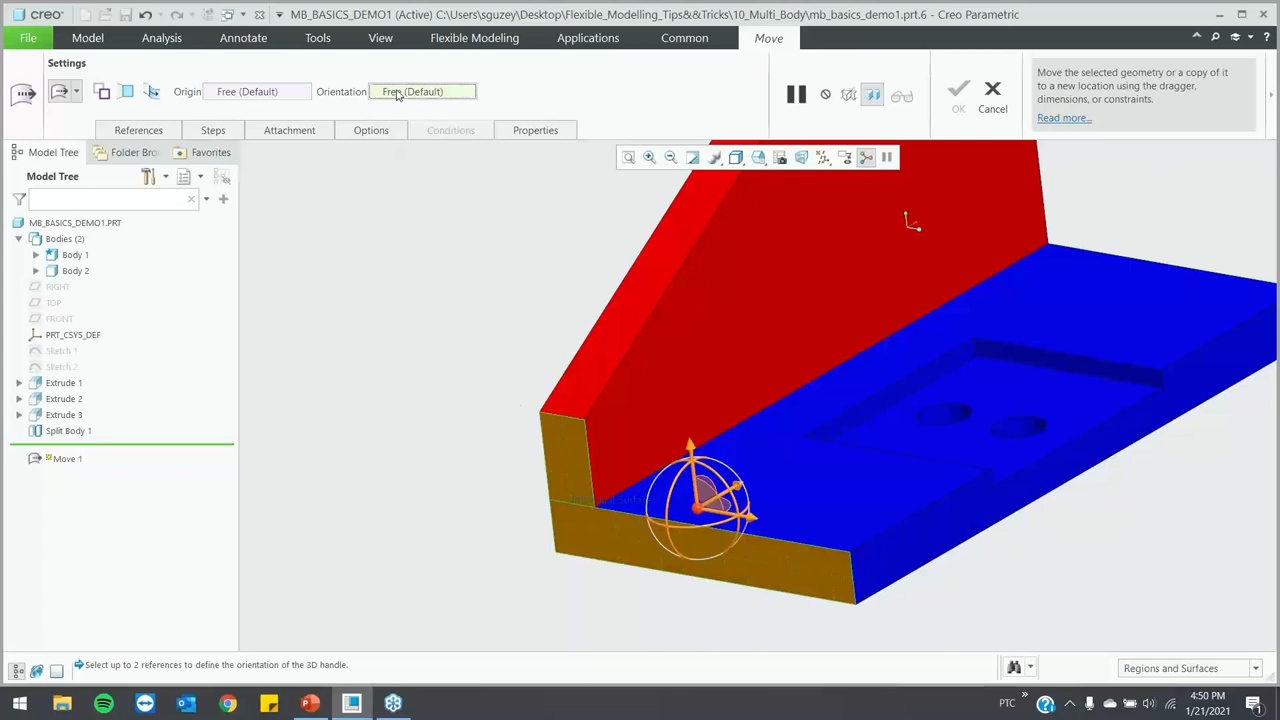 creo MB_BASICS_DEMO1 (Active) C:\Users\sguzey\Desktop\Flexible_Modelling_Tips&&Tricks\10_Multi_Body\mb_basics_demo1.prt.6 - Creo Parametric
File Model Analysis Annotate Tools View Flexible Modeling Applications Common Move
Settings
Origin Free (Default) Orientation Free (Default)
OK Cancel
Move the selected geometry or a copy of it
to a new location using the dragger,
dimensions, or constraints.
Read more...
References Steps Attachment Options Conditions Properties
Model Tree Folder Bro Favorites
Model Tree
MB_BASICS_DEMO1.PRT
Bodies (2)
Body 1
Body 2
RIGHT
TOP
FRONT
PRT_CSYS_DEF
Sketch 1
Sketch 2
Extrude 1
Extrude 2
Extrude 3
Split Body 1
Move 1
Select up to 2 references to define the orientation of the 3D handle.
Regions and Surfaces
PTC
4:50 PM
1/21/2021